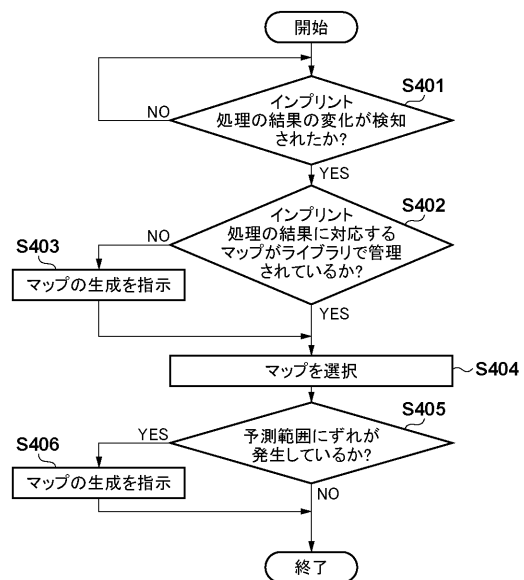 開始
S401
インプリント
処理の結果の変化が検知
されたか?
NO
YES
S402
インプリント
処理の結果に対応する
マップがライブラリで管理
されているか?
NO
S403
マップの生成を指示
YES
マップを選択
S404
S405
予測範囲にずれが
発生しているか?
YES
S406
マップの生成を指示
NO
終了